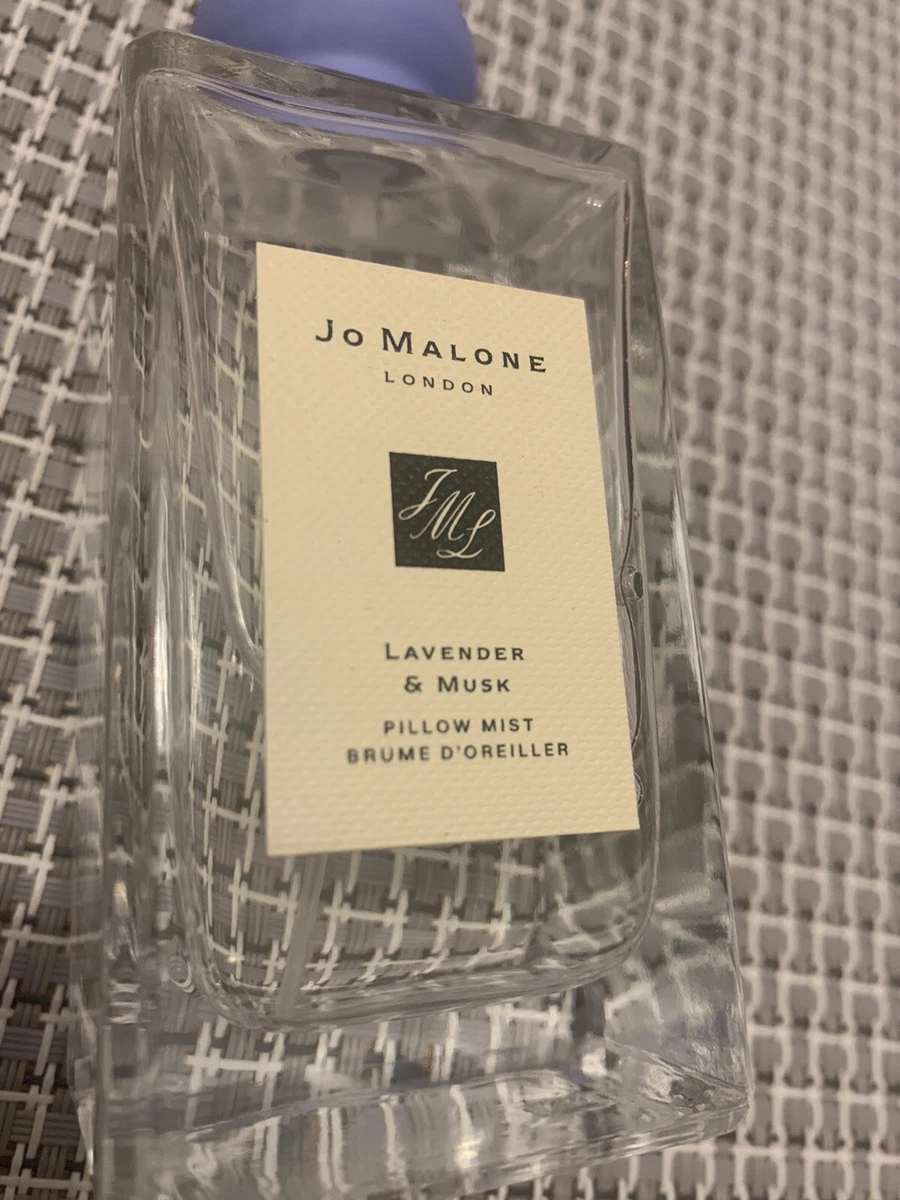 JO MALONE
LONDON
JML
LAVENDER
& MUSK
PILLOW MIST
BRUME D'OREILLER